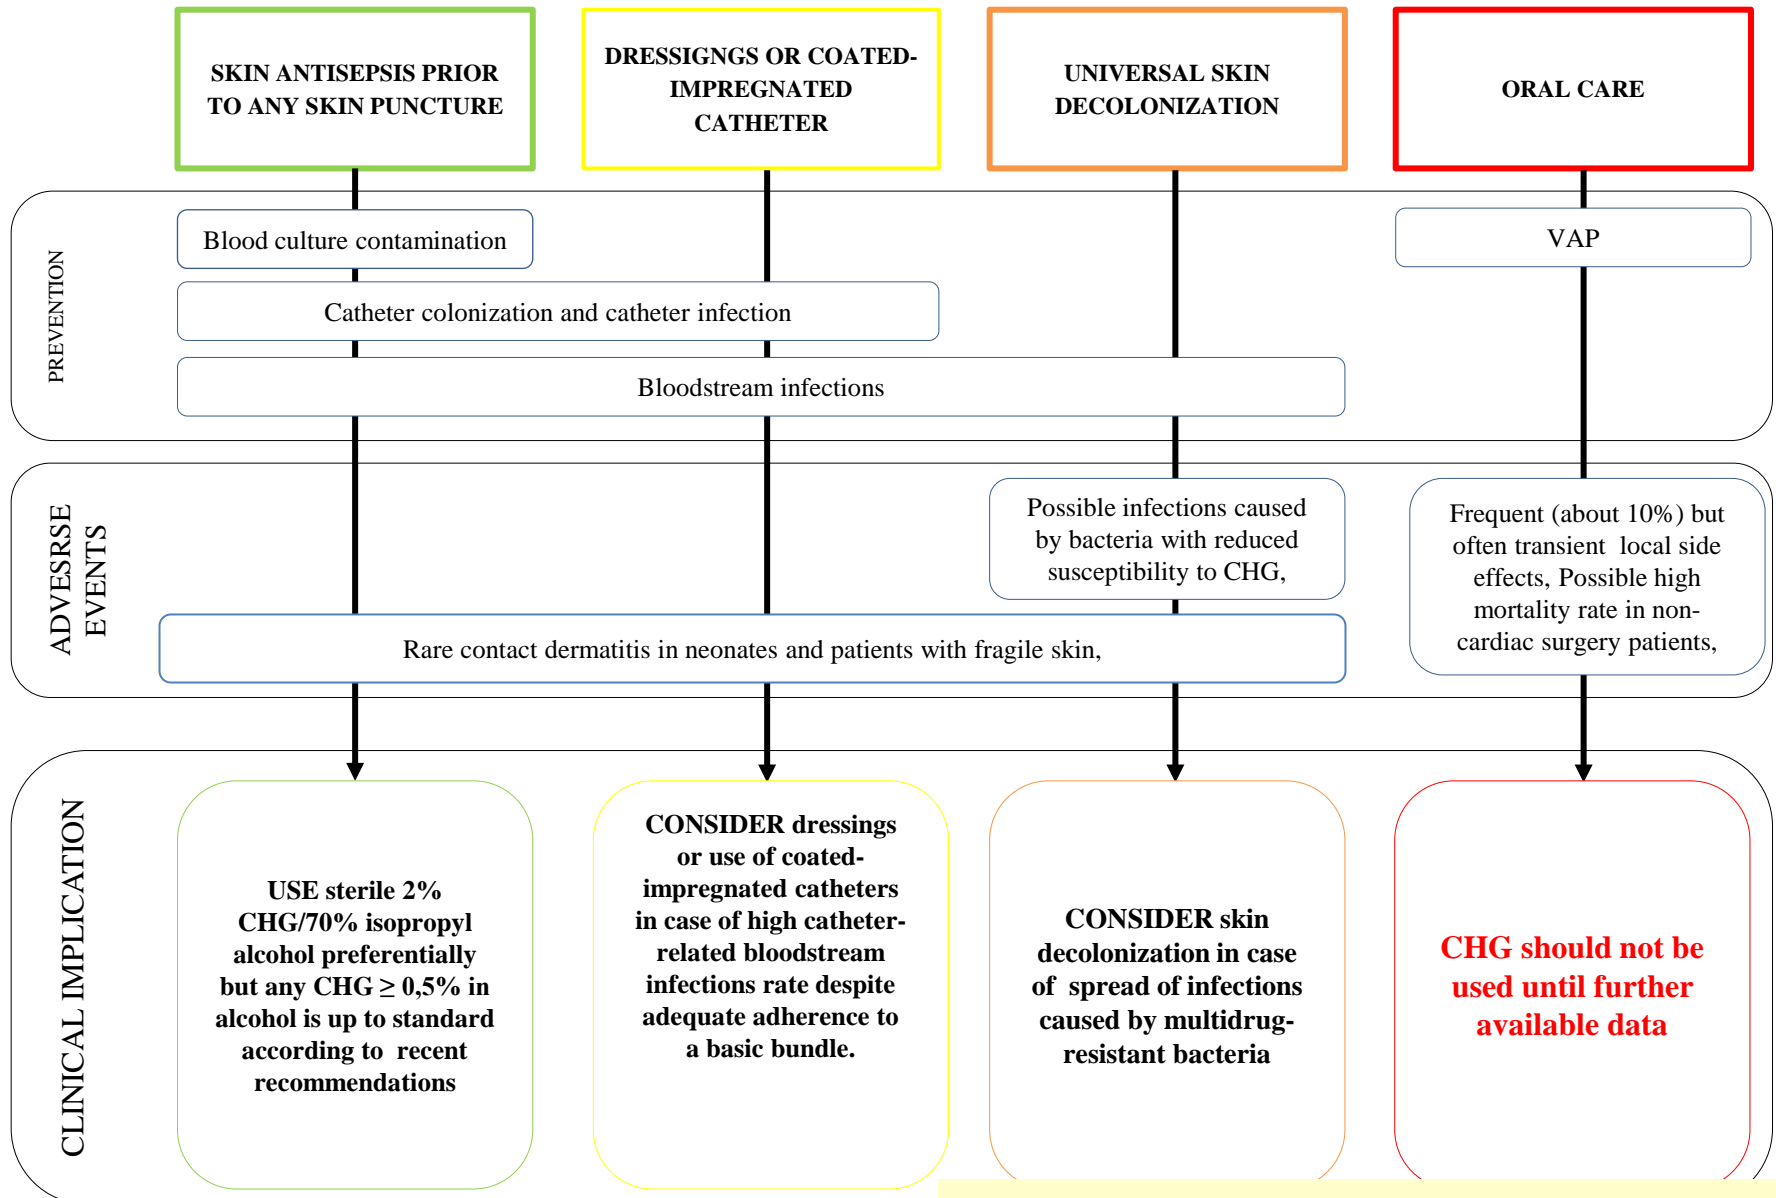 SKIN ANTISEPSIS PRIOR
TO ANY SKIN PUNCTURE
DRESSIGNGS OR COATED-
IMPREGNATED
CATHETER
UNIVERSAL SKIN
DECOLONIZATION
ORAL CARE
PREVENTION
Blood culture contamination
VAP
Catheter colonization and catheter infection
Bloodstream infections
ADVESRSE
EVENTS
Possible infections caused
by bacteria with reduced
susceptibility to CHG,
Frequent (about 10%) but
often transient local side
effects, Possible high
mortality rate in non-
cardiac surgery patients,
Rare contact dermatitis in neonates and patients with fragile skin,
CLINICAL IMPLICATION
USE sterile 2%
CHG/70% isopropyl
alcohol preferentially
but any CHG ≥ 0,5% in
alcohol is up to standard
according to recent
recommendations
CONSIDER dressings
or use of coated-
impregnated catheters
in case of high catheter-
related bloodstream
infections rate despite
adequate adherence to
a basic bundle.
CONSIDER skin
decolonization in case
of spread of infections
caused by multidrug-
resistant bacteria
CHG should not be
used until further
available data